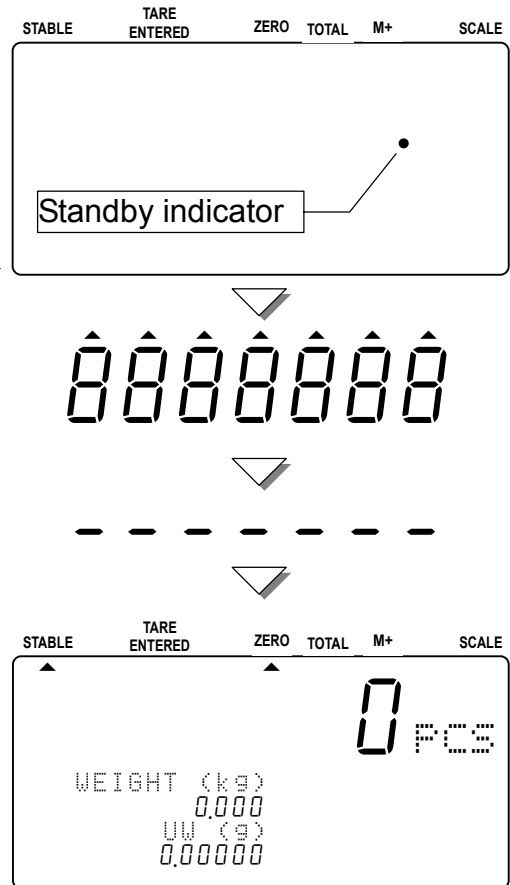 STABLE TARE ENTERED ZERO TOTAL M+ SCALE
Standby indicator
8888888
- - - - - - -
STABLE TARE ENTERED ZERO TOTAL M+ SCALE
0 PCS
WEIGHT (kg)
0.000
UW (g)
0.00000